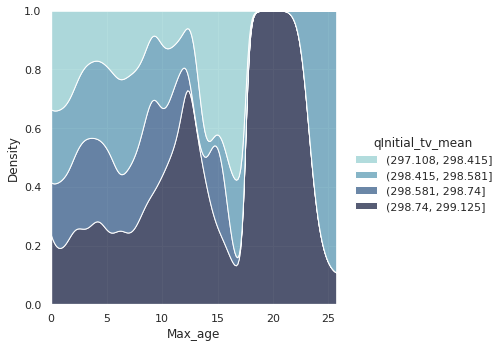 1.0
0.8
0.6
0.4
0.2
0.0
Density
0 5 10 15 20 25
Max_age
qInitial_tv_mean
(297.108, 298.415]
(298.415, 298.581]
(298.581, 298.74]
(298.74, 299.125]